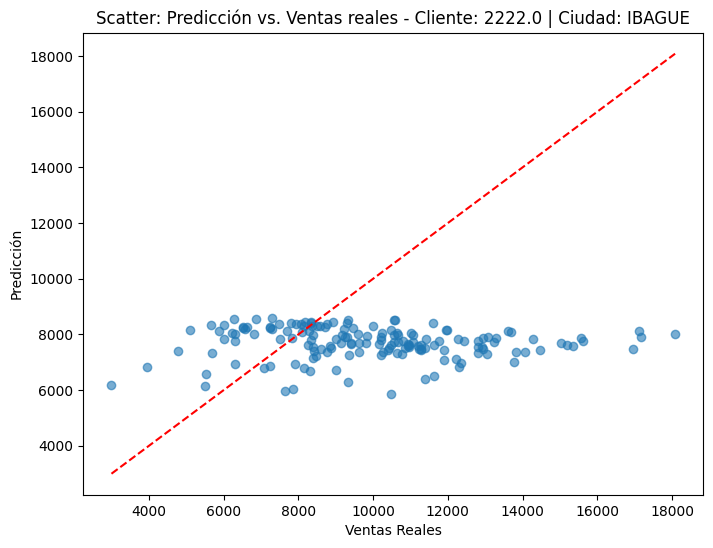 Scatter: Predicción vs. Ventas reales - Cliente: 2222.0 | Ciudad: IBAGUE
18000
16000
14000
12000
10000
8000
6000
4000
Predicción
4000 6000 8000 10000 12000 14000 16000 18000
Ventas Reales